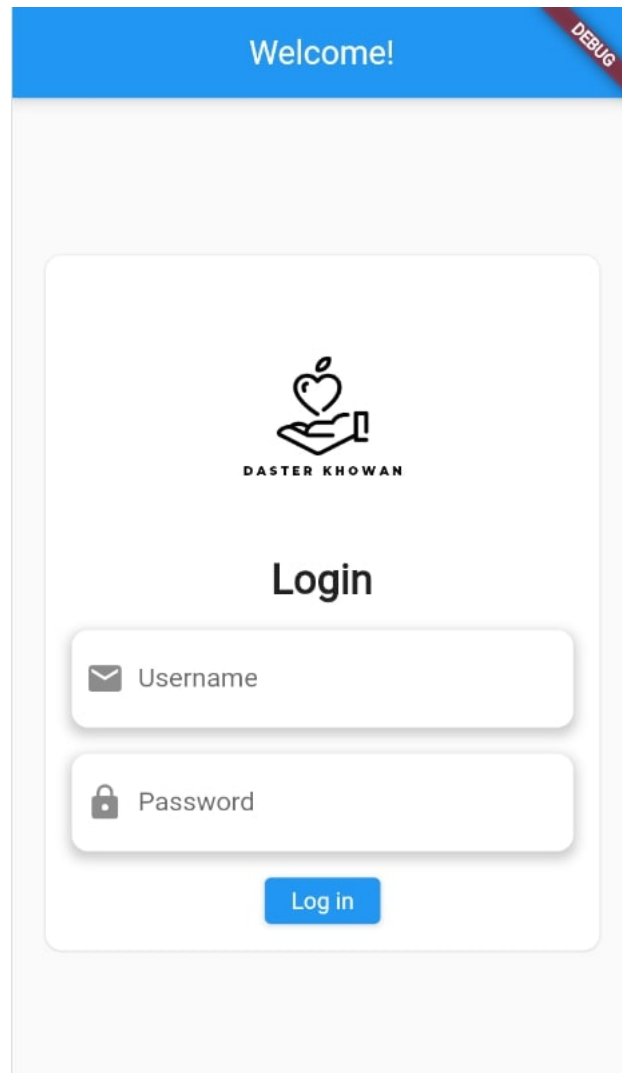 Welcome!
DEBUG
DASTER KHOWAN
Login
Username
Password
Log in